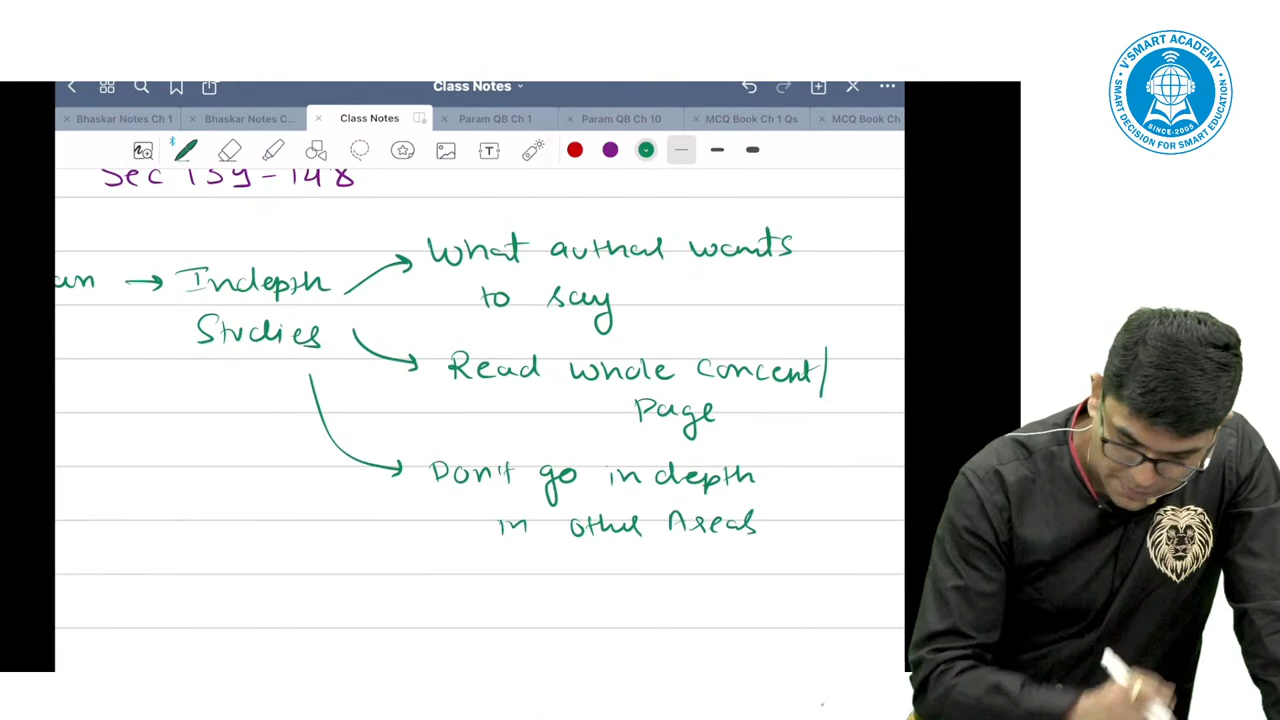 Class Notes
Bhaskar Notes Ch 1
Bhaskar Notes C...
Class Notes
Param QB Ch 1
Param QB Ch 10
MCQ Book Ch 1 Qs
MCQ Book Ch
T
Sec 139-148
an → Indepth
Studies
What author wants
to say
Read whole concept/
Page
Don't go in depth
in other Areas
V'SMART ACADEMY
SINCE-2005
SMART DECISION FOR SMART EDUCATION